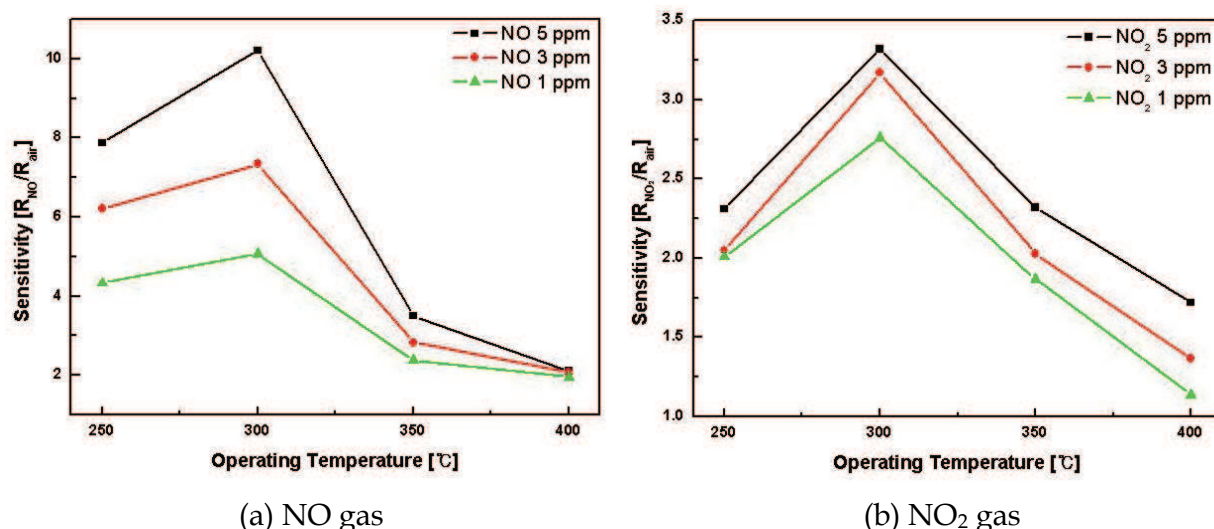 NO 5 ppm
NO 3 ppm
NO 1 ppm
Sensitivity [R_NO/R_air]
10
8
6
4
2
250 300 350 400
Operating Temperature [℃]
(a) NO gas
NO₂ 5 ppm
NO₂ 3 ppm
NO₂ 1 ppm
Sensitivity [R_NO₂/R_air]
3.5
3.0
2.5
2.0
1.5
1.0
250 300 350 400
Operating Temperature [℃]
(b) NO₂ gas